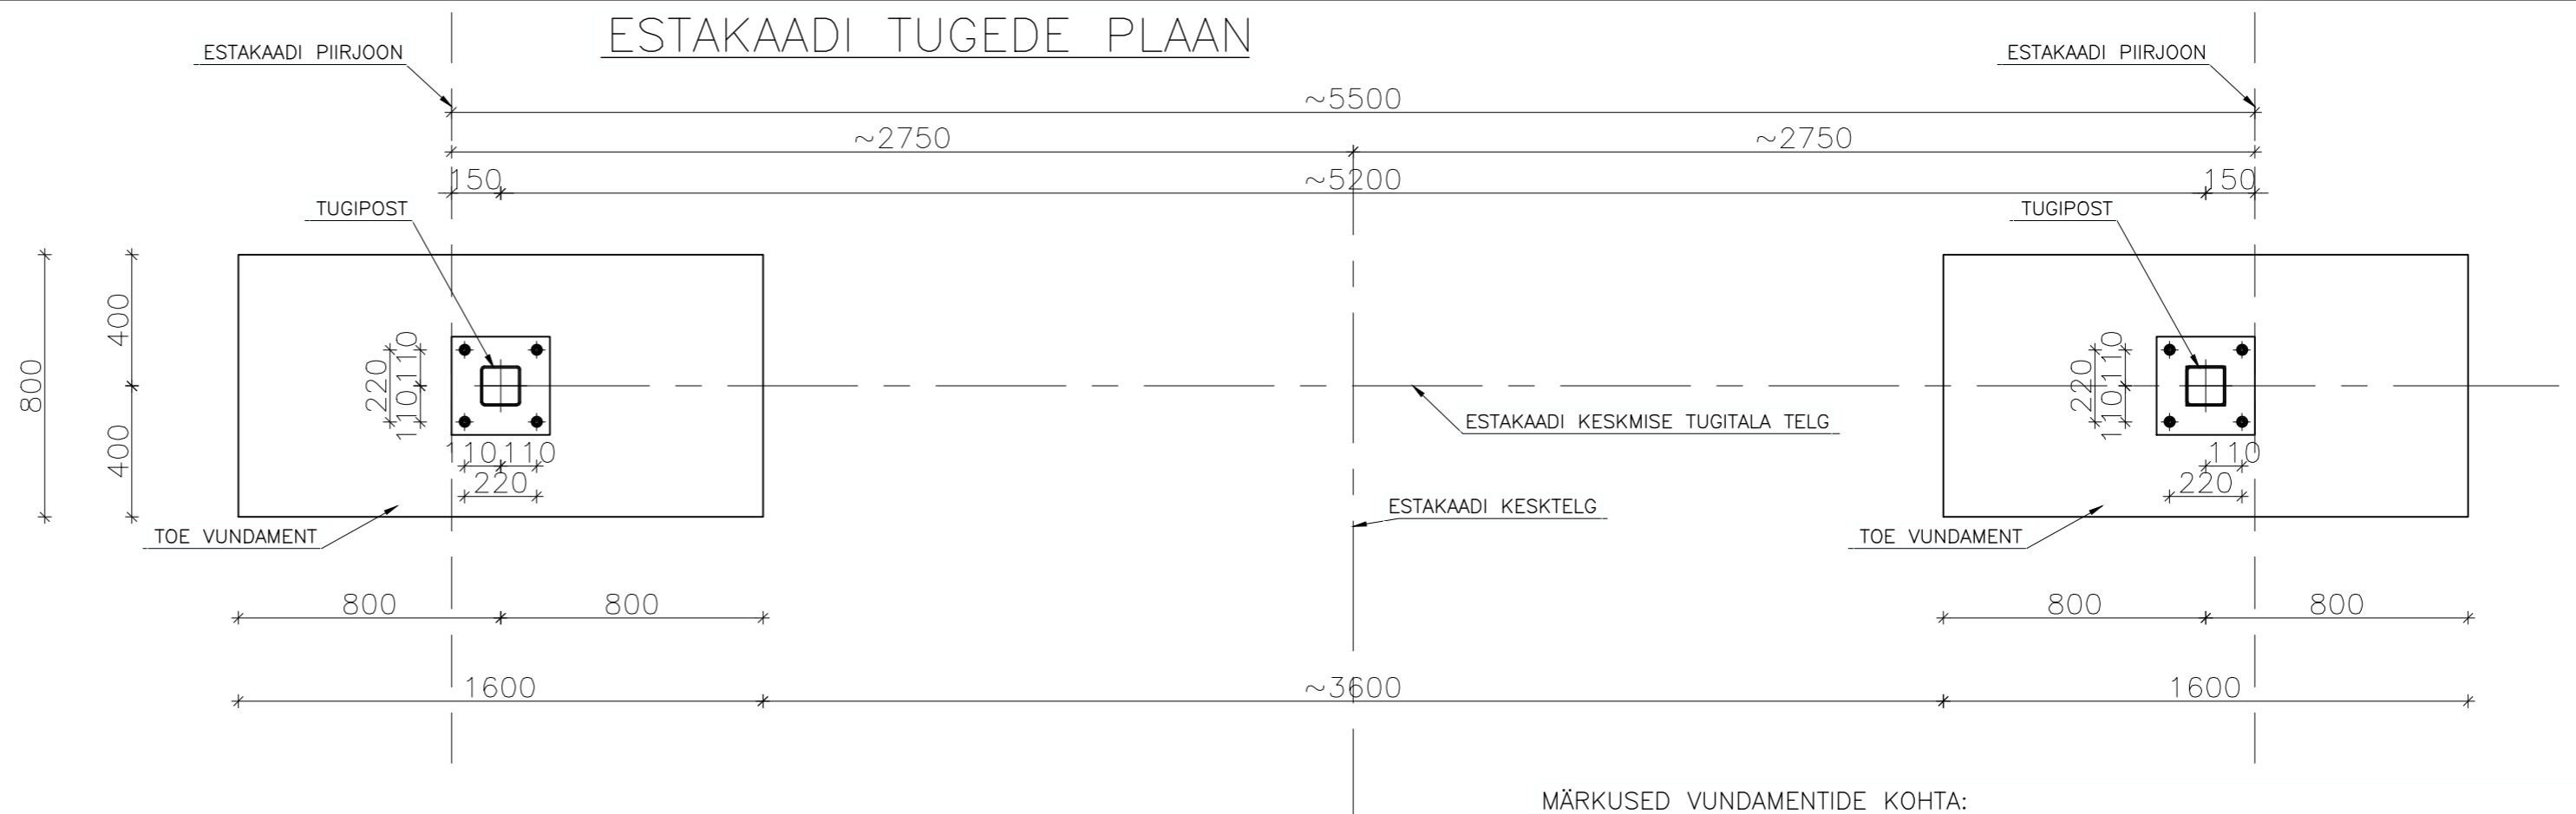 ESTAKAADI TUGEDE PLAAN
ESTAKAADI PIIRJOON
ESTAKAADI PIIRJOON
~5500
~2750
~2750
150
~5200
150
TUGIPOST
TUGIPOST
800
400
400
220
110
110
110
110
220
220
110
110
110
220
ESTAKAADI KESKMISE TUGITALA TELG
ESTAKAADI KESKTELG
TOE VUNDAMENT
TOE VUNDAMENT
800
800
800
800
1600
~3600
1600
MÄRKUSED VUNDAMENTIDE KOHTA: